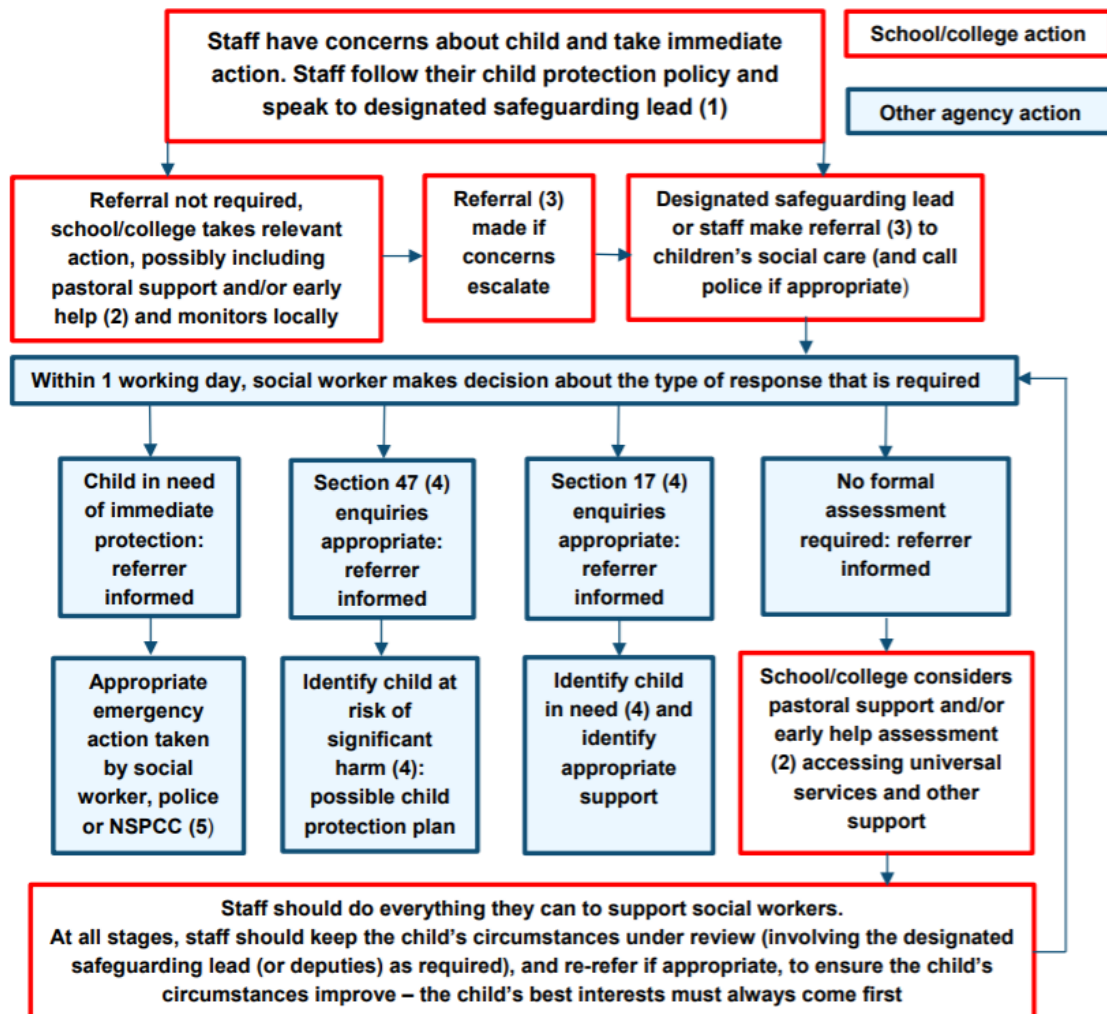 Staff have concerns about child and take immediate
action. Staff follow their child protection policy and
speak to designated safeguarding lead (1)
School/college action
Other agency action
Referral not required,
school/college takes relevant
action, possibly including
pastoral support and/or early
help (2) and monitors locally
Referral (3)
made if
concerns
escalate
Designated safeguarding lead
or staff make referral (3) to
children’s social care (and call
police if appropriate)
Within 1 working day, social worker makes decision about the type of response that is required
Child in need
of immediate
protection:
referrer
informed
Section 47 (4)
enquiries
appropriate:
referrer
informed
Section 17 (4)
enquiries
appropriate:
referrer
informed
No formal
assessment
required: referrer
informed
Appropriate
emergency
action taken
by social
worker, police
or NSPCC (5)
Identify child at
risk of
significant
harm (4):
possible child
protection plan
Identify child
in need (4) and
identify
appropriate
support
School/college considers
pastoral support and/or
early help assessment
(2) accessing universal
services and other
support
Staff should do everything they can to support social workers.
At all stages, staff should keep the child’s circumstances under review (involving the designated
safeguarding lead (or deputies) as required), and re-refer if appropriate, to ensure the child’s
circumstances improve – the child’s best interests must always come first